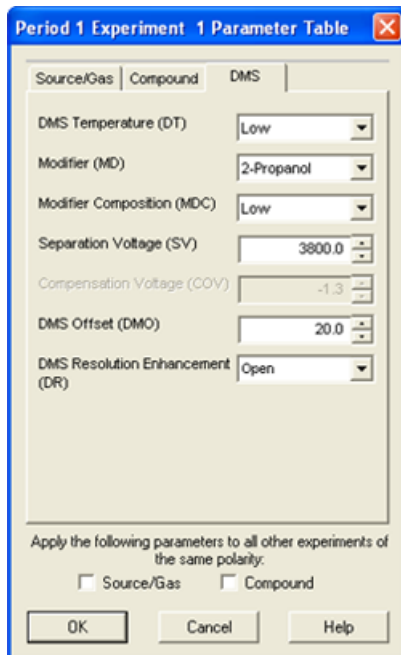 Period 1 Experiment 1 Parameter Table
Source/Gas Compound DMS
DMS Temperature (DT) Low
Modifier (MD) 2-Propanol
Modifier Composition (MDC) Low
Separation Voltage (SV) 3800.0
Compensation Voltage (COV) -1.3
DMS Offset (DMO) 20.0
DMS Resolution Enhancement
(DR) Open
Apply the following parameters to all other experiments of
the same polarity:
Source/Gas Compound
OK Cancel Help